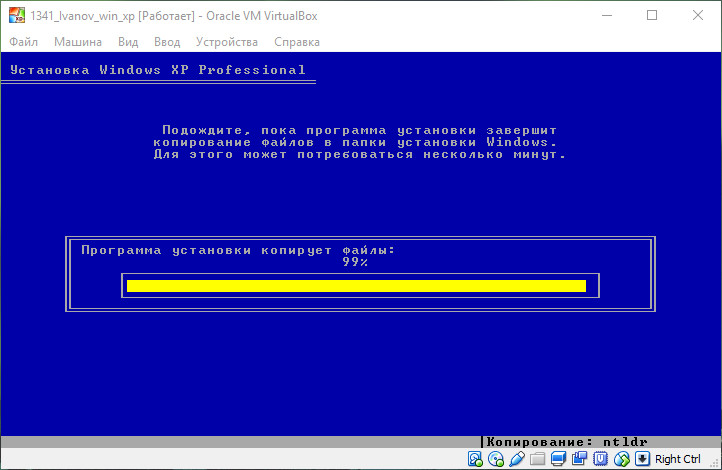 1341_Ivanov_win_xp [Работает] - Oracle VM VirtualBox
Файл Машина Вид Ввод Устройства Справка
Установка Windows XP Professional
Подождите, пока программа установки завершит
копирование файлов в папки установки Windows.
Для этого может потребоваться несколько минут.
Программа установки копирует файлы:
99%
|Копирование: ntldr
Right Ctrl